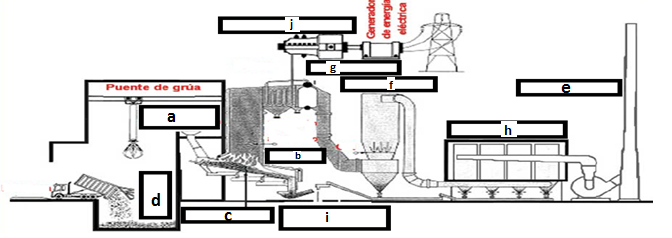 j
Generador
de energía
eléctrica
g
Puente de grúa
f
e
a
h
b
d
c
i